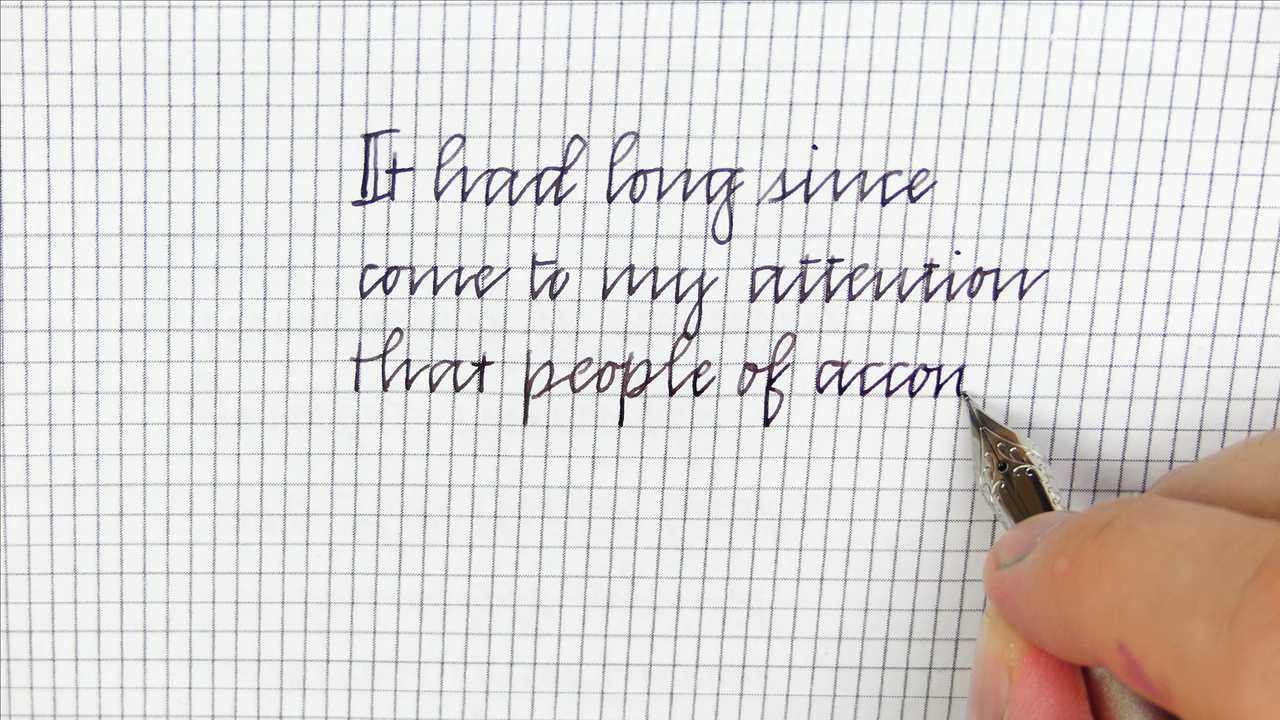 It had long since
come to my attention
that people of accon